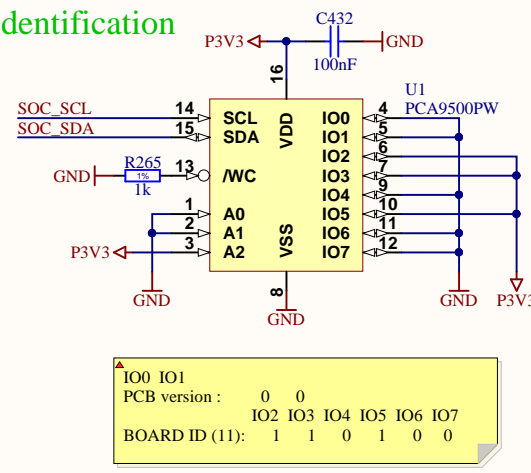 dentification
C432
P3V3
GND
100nF
16
U1
PCA9500PW
SOC_SCL 14 SCL VDD IO0 4
SOC_SDA 15 SDA IO1 5
IO2 6
R265
GND 1% 13 /WC IO3 7
1k
IO4 9
1 A0 IO5 10
2 A1 VSS IO6 11
P3V3 3 A2 IO7 12
8
GND GND GND P3V3
IO0 IO1
PCB version : 0 0
IO2 IO3 IO4 IO5 IO6 IO7
BOARD ID (11): 1 1 0 1 0 0